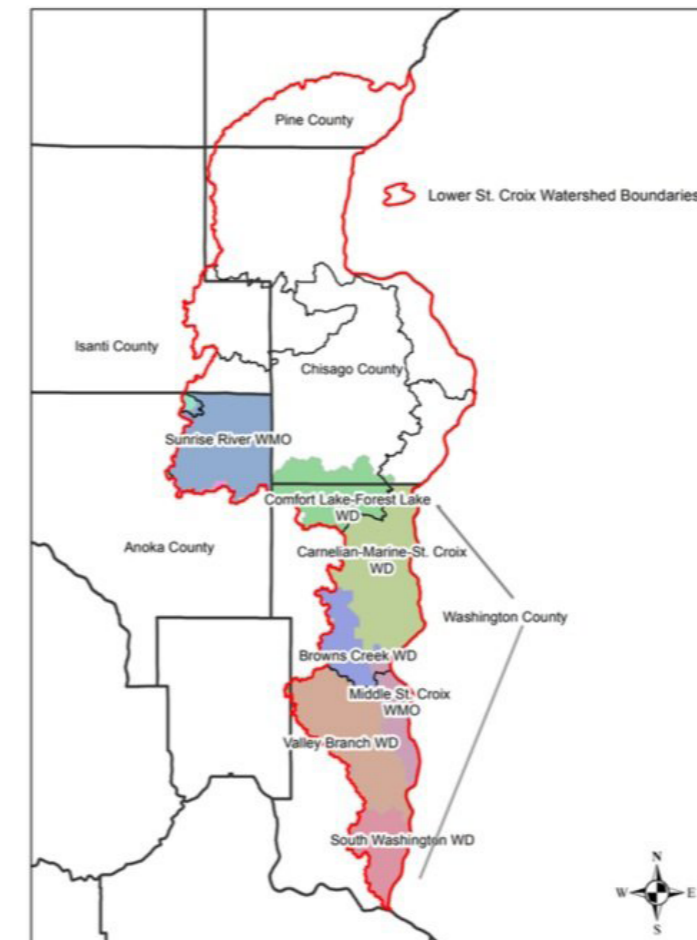 Pine County
Lower St. Croix Watershed Boundaries
Isanti County
Chisago County
Sunrise River WMO
Comfort Lake-Forest Lake
WD
Anoka County
Carnelian-Marine-St. Croix
WD
Washington County
Browns Creek WD
Middle St. Croix
WMO
Valley Branch WD
South Washington WD
N
W
E
S